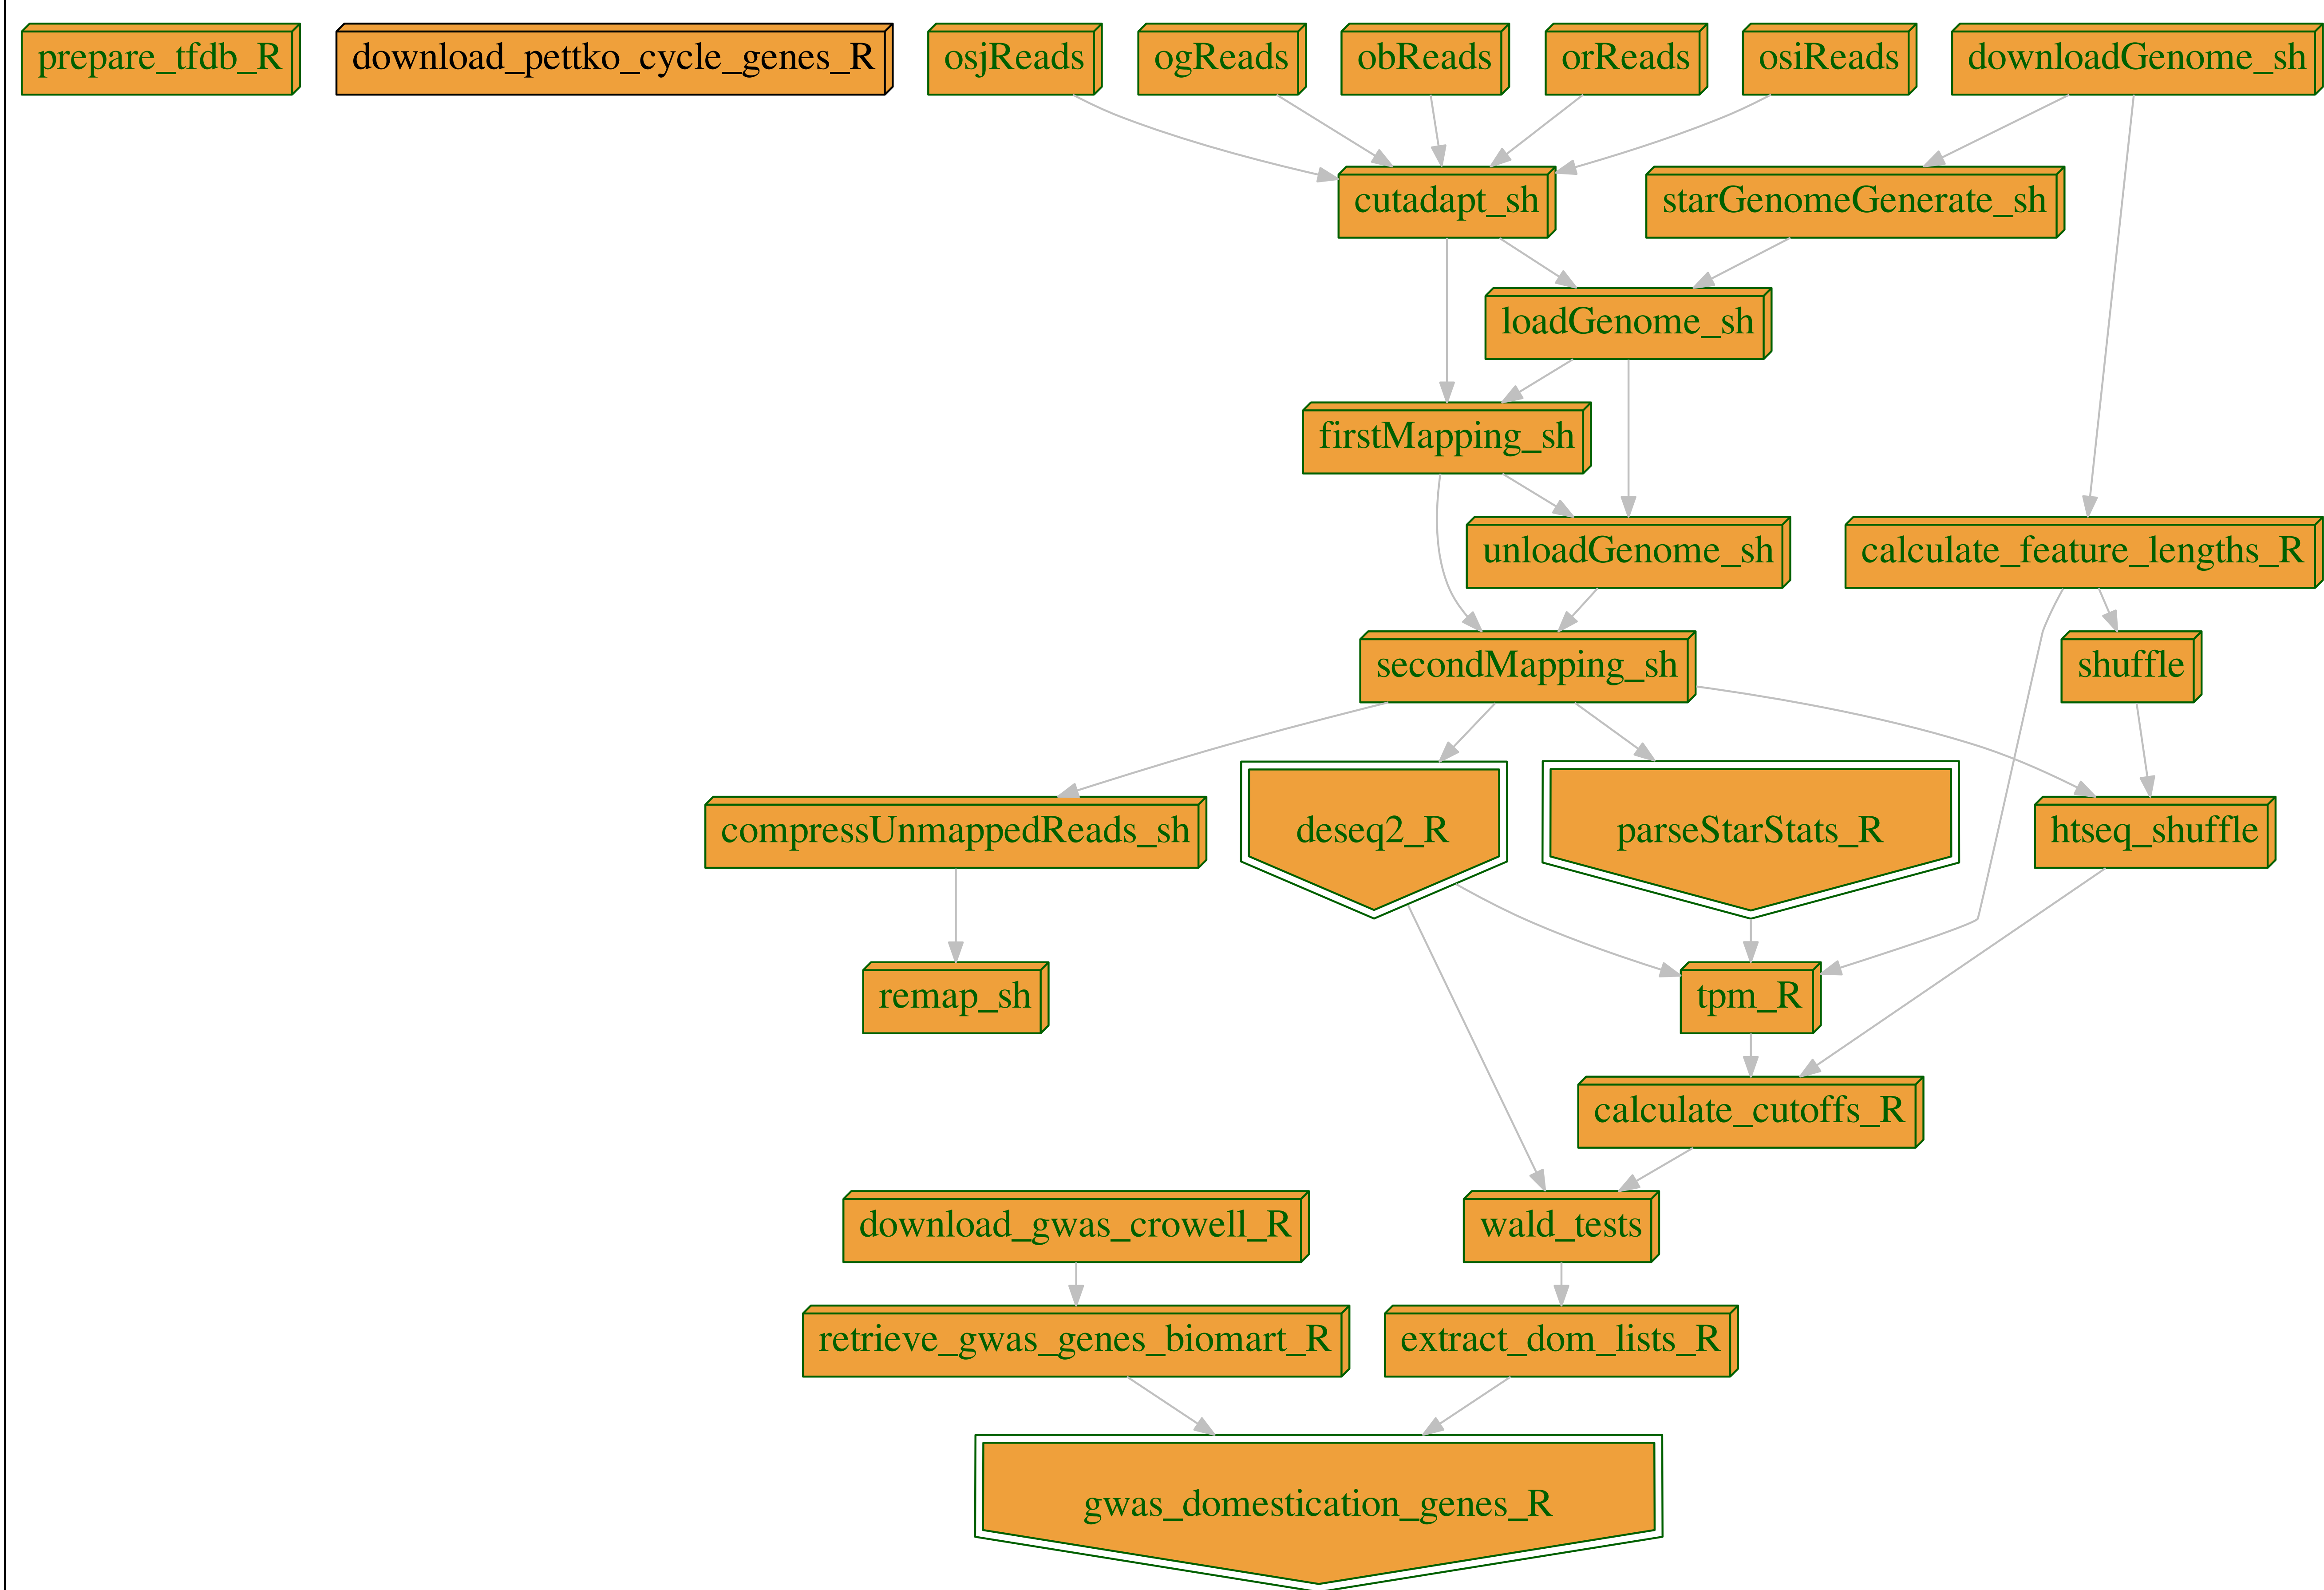 prepare_tfdb_R
download_pettko_cycle_genes_R
osjReads
ogReads
obReads
orReads
osiReads
downloadGenome_sh
cutadapt_sh
starGenomeGenerate_sh
loadGenome_sh
firstMapping_sh
unloadGenome_sh
calculate_feature_lengths_R
secondMapping_sh
shuffle
compressUnmappedReads_sh
deseq2_R
parseStarStats_R
htseq_shuffle
remap_sh
tpm_R
calculate_cutoffs_R
download_gwas_crowell_R
wald_tests
retrieve_gwas_genes_biomart_R
extract_dom_lists_R
gwas_domestication_genes_R